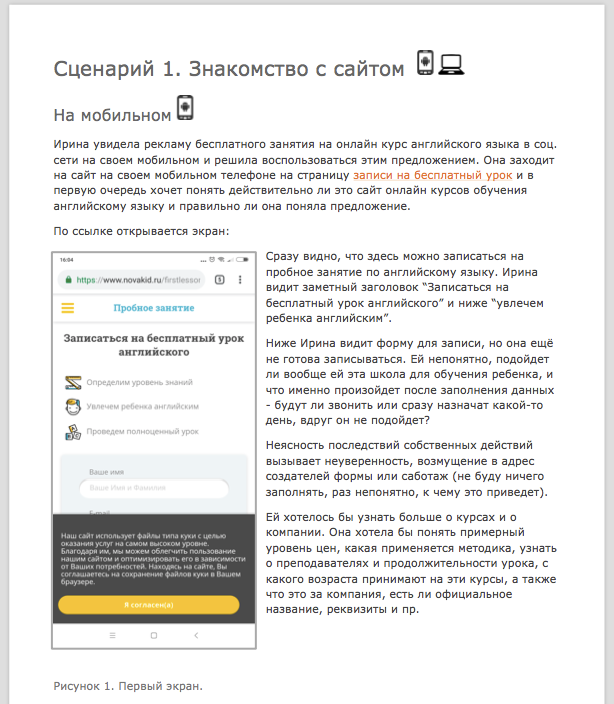 Сценарий 1. Знакомство с сайтом
На мобильном
Ирина увидела рекламу бесплатного занятия на онлайн курс английского языка в соц.
сети на своем мобильном и решила воспользоваться этим предложением. Она заходит
на сайт на своем мобильном телефоне на страницу записи на бесплатный урок и в
первую очередь хочет понять действительно ли это сайт онлайн курсов обучения
английскому языку и правильно ли она поняла предложение.
По ссылке открывается экран:
16:04
https://www.novakid.ru/firstlesson
Пробное занятие
Записаться на бесплатный урок
английского
Определим уровень знаний
Увлечем ребенка английским
Проведем полноценный урок
Ваше имя
Ваше Имя и Фамилия
E-mail
Наш сайт использует файлы типа куки с целью
оказания услуг на самом высоком уровне.
Благодаря им, мы можем облегчить пользование
нашим сайтом и оптимизировать его в зависимости
от Ваших потребностей. Находясь на сайте, Вы
соглашаетесь на сохранение файлов куки в Вашем
браузере.
Я согласен(а)
Сразу видно, что здесь можно записаться на
пробное занятие по английскому языку. Ирина
видит заметный заголовок “Записаться на
бесплатный урок английского” и ниже “увлечем
ребенка английским”.
Ниже Ирина видит форму для записи, но она ещё
не готова записываться. Ей непонятно, подойдет
ли вообще ей эта школа для обучения ребенка, и
что именно произойдет после заполнения данных
- будут ли звонить или сразу назначат какой-то
день, вдруг он не подойдет?
Неясность последствий собственных действий
вызывает неуверенность, возмущение в адрес
создателей формы или саботаж (не буду ничего
заполнять, раз непонятно, к чему это приведет).
Ей хотелось бы узнать больше о курсах и о
компании. Она хотела бы понять примерный
уровень цен, какая применяется методика, узнать
о преподавателях и продолжительности урока, с
какого возраста принимают на эти курсы, а также
что это за компания, есть ли официальное
название, реквизиты и пр.
Рисунок 1. Первый экран.